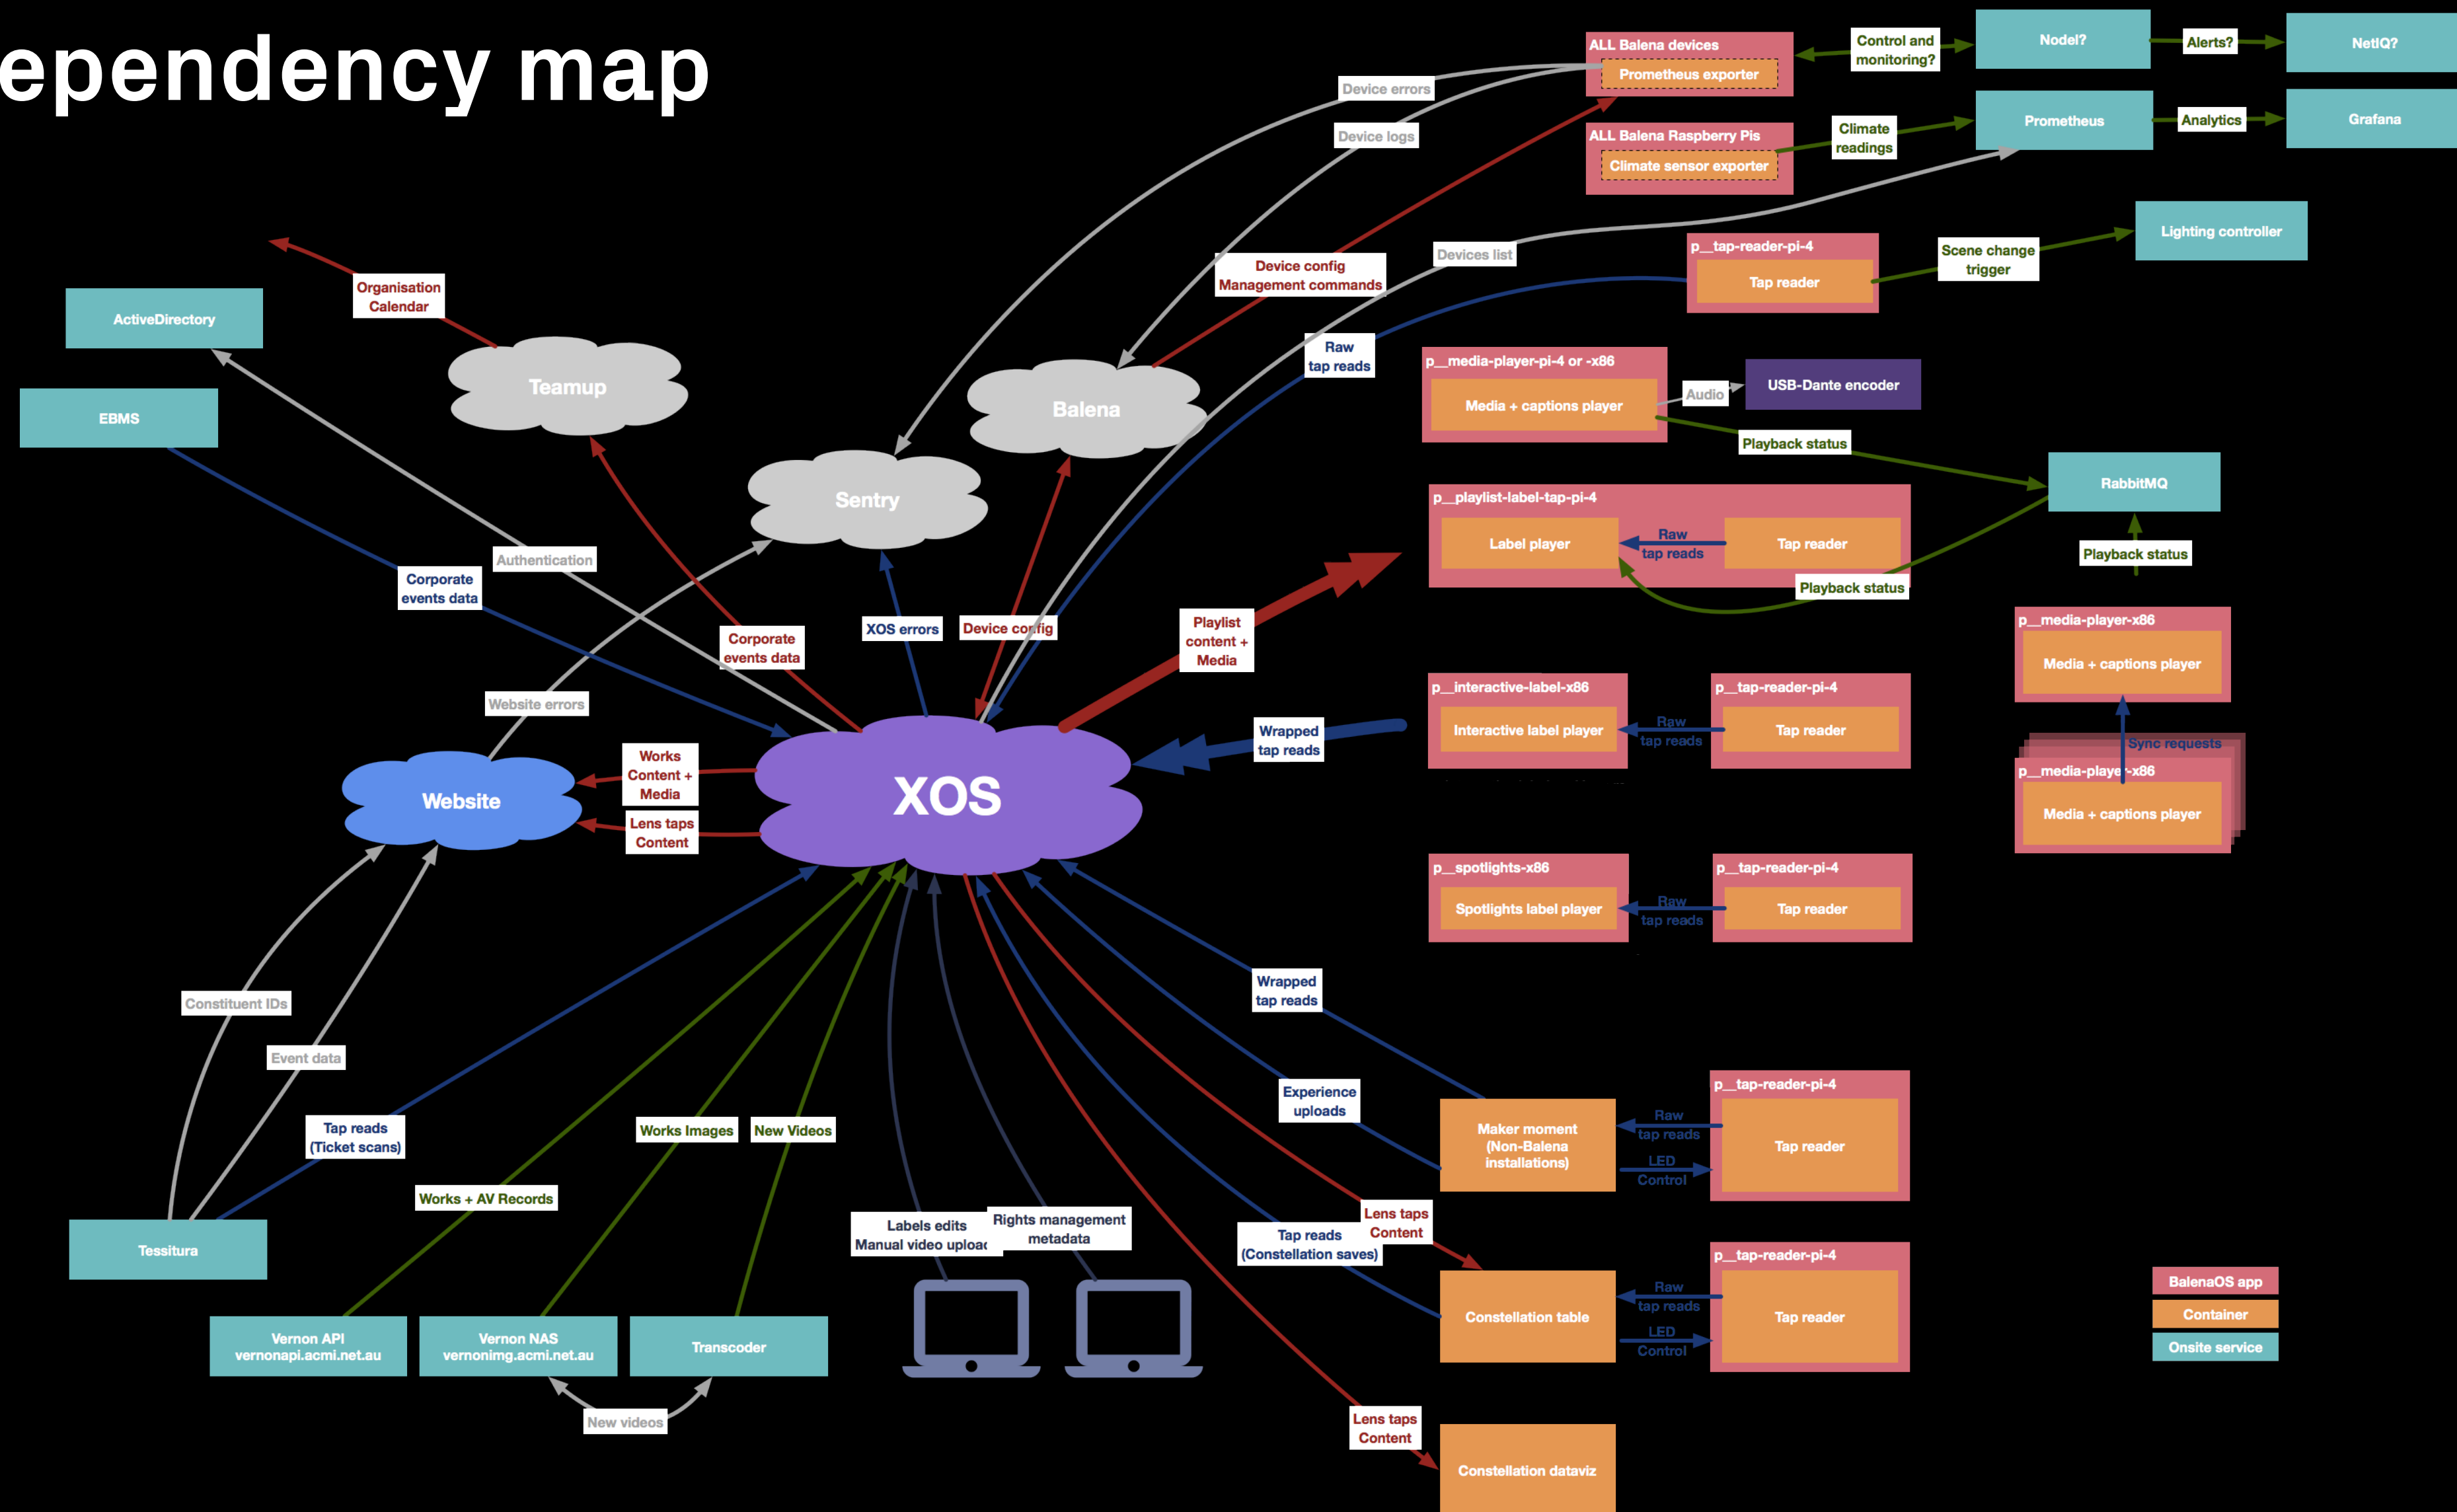 ependency map
ALL Balena devices
Prometheus exporter
Control and
monitoring?
Nodel?
Alerts?
NetIQ?
Device errors
Device logs
ALL Balena Raspberry Pis
Climate sensor exporter
Climate
readings
Prometheus
Analytics
Grafana
Devices list
Device config
Management commands
p__tap-reader-pi-4
Tap reader
Scene change
trigger
Lighting controller
Organisation
Calendar
ActiveDirectory
EBMS
Teamup
Sentry
Balena
Raw
tap reads
p__media-player-pi-4 or -x86
Media + captions player
Audio
USB-Dante encoder
Playback status
RabbitMQ
Playback status
p__playlist-label-tap-pi-4
Label player
Raw
tap reads
Tap reader
Playback status
Authentication
Corporate
events data
Corporate
events data
XOS errors
Device config
Playlist
content +
Media
Website errors
Wrapped
tap reads
p__interactive-label-x86
Interactive label player
Raw
tap reads
p__tap-reader-pi-4
Tap reader
p__media-player-x86
Media + captions player
Sync requests
p__media-player-x86
Media + captions player
Works
Content +
Media
Lens taps
Content
Website
XOS
p__spotlights-x86
Spotlights label player
Raw
tap reads
p__tap-reader-pi-4
Tap reader
Wrapped
tap reads
Constituent IDs
Event data
Tap reads
(Ticket scans)
Works Images
New Videos
Works + AV Records
Experience
uploads
Maker moment
(Non-Balena
installations)
Raw
tap reads
LED
Control
p__tap-reader-pi-4
Tap reader
Labels edits
Manual video uploac
Rights management
metadata
Tap reads
(Constellation saves)
Lens taps
Content
Tessitura
Constellation table
Raw
tap reads
LED
Control
p__tap-reader-pi-4
Tap reader
Vernon API
vernonapi.acmi.net.au
Vernon NAS
vernonimg.acmi.net.au
Transcoder
New videos
Lens taps
Content
Constellation dataviz
BalenaOS app
Container
Onsite service